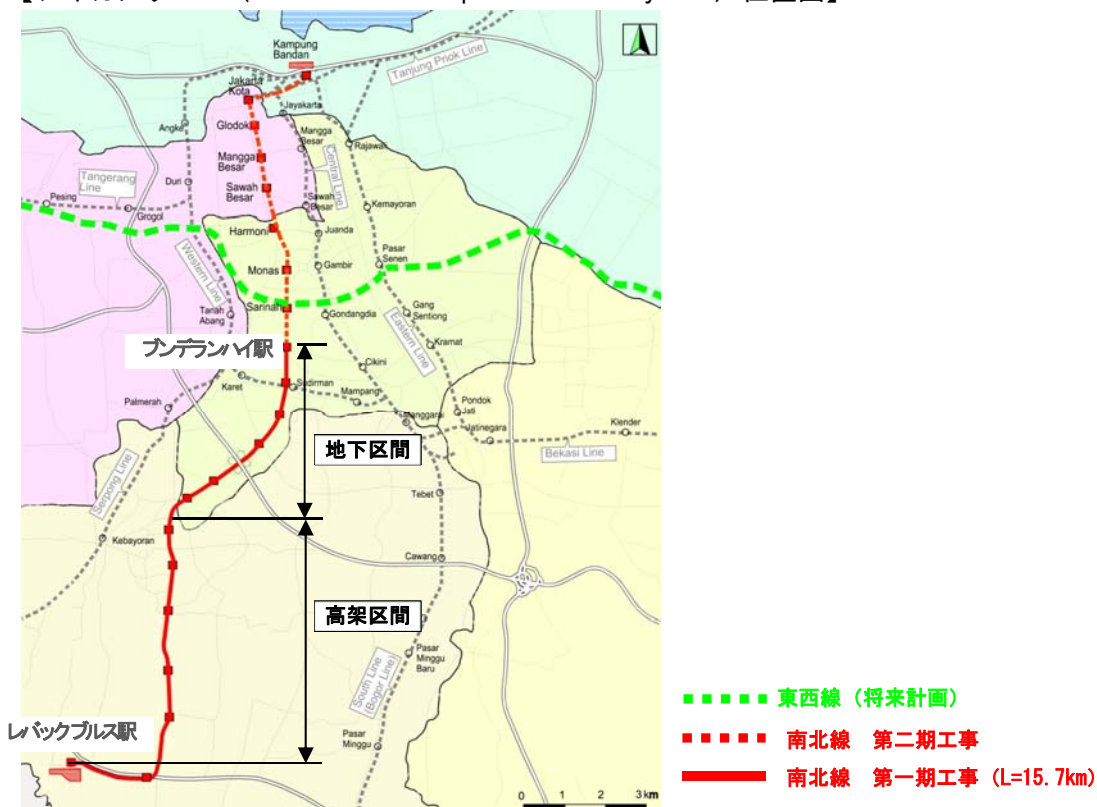 Kampung
Bandan
Tanjung Priok Line
Jakarta
Kota
Jayakarta
Angke
Glodok
Mangga
Besar
Rajawali
Mangga
Besar
Central Line
Tangerang
Line
Duri
Sawah
Besar
Pesing
Grogol
Sawah
Besar
Kemayoran
Harmoni
Juanda
Western Line
Pasar
Senen
Monas
Gambir
Sarinah
Gondangdia
Gang
Sentiong
Tanah
Abang
Eastern Line
Kramat
ブンデランハイ駅
Cikini
Karet
Sudirman
Mampang
Palmerah
Pondok
Jati
Manggarai
Jatinegara
Klender
地下区間
Bekasi Line
Serpong Line
Tebet
Kebayoran
Cawang
高架区間
Pasar
Minggu
Baru
South Line
(Bogor Line)
レバックブルス駅
Pasar
Minggu
0 1 2 3km
東西線（将来計画）
南北線 第二期工事
南北線 第一期工事（L=15.7km）